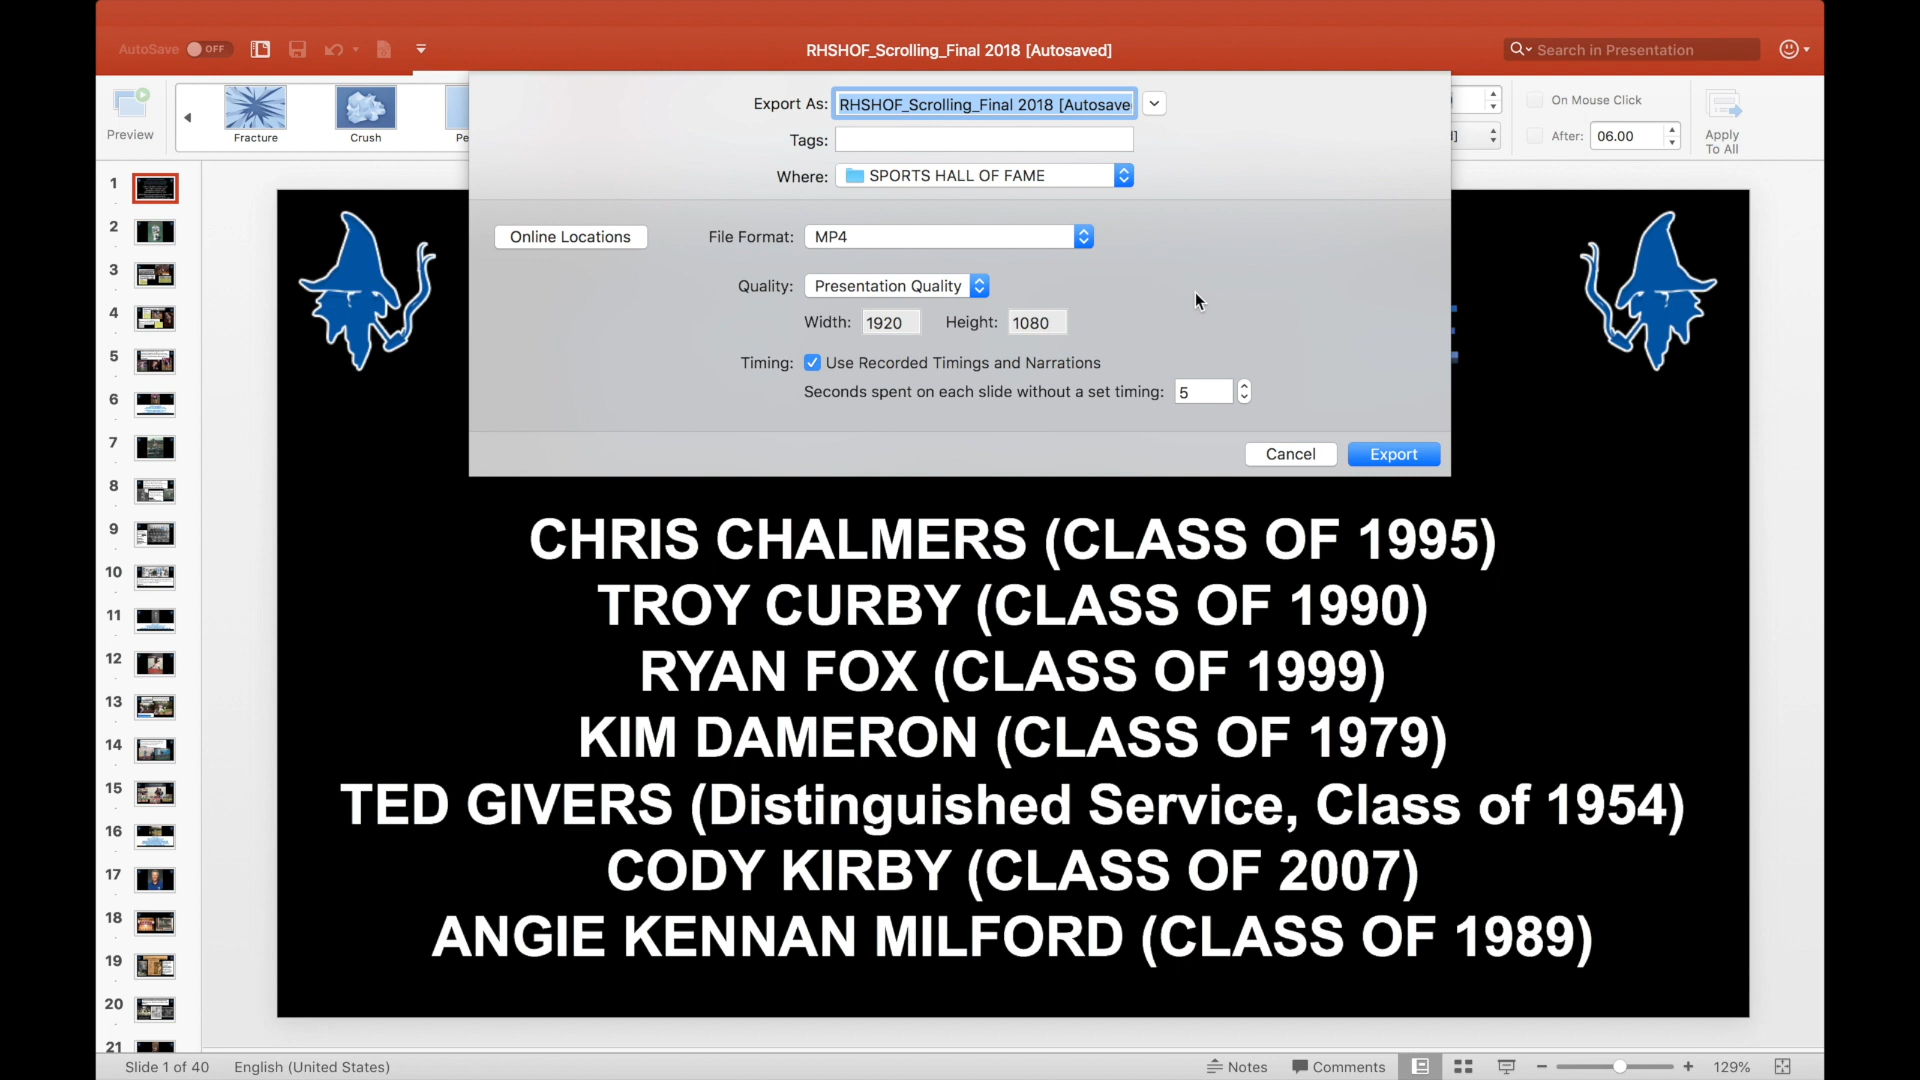 AutoSave OFF
RHSHOF_Scrolling_Final 2018 [Autosaved]
Search in Presentation
Preview
Fracture
Crush
Pe
Export As: RHSHOF_Scrolling_Final 2018 [Autosave
Tags:
Where: SPORTS HALL OF FAME
Online Locations
File Format: MP4
Quality: Presentation Quality
Width: 1920 Height: 1080
Timing: Use Recorded Timings and Narrations
Seconds spent on each slide without a set timing: 5
Cancel Export
On Mouse Click
After: 06.00
Apply
To All
1
2
3
4
5
6
7
8
9
10
11
12
13
14
15
16
17
18
19
20
21
CHRIS CHALMERS (CLASS OF 1995)
TROY CURBY (CLASS OF 1990)
RYAN FOX (CLASS OF 1999)
KIM DAMERON (CLASS OF 1979)
TED GIVERS (Distinguished Service, Class of 1954)
CODY KIRBY (CLASS OF 2007)
ANGIE KENNAN MILFORD (CLASS OF 1989)
Slide 1 of 40 English (United States) Notes Comments 129%